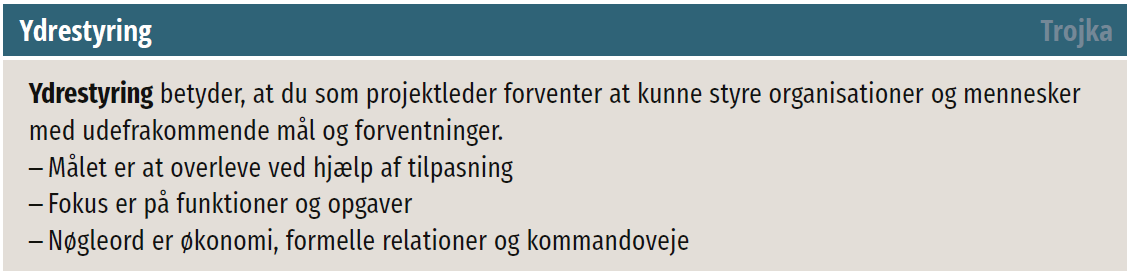 Ydrestyring Trojka
Ydrestyring betyder, at du som projektleder forventer at kunne styre organisationer og mennesker
med udefrakommende mål og forventninger.
– Målet er at overleve ved hjælp af tilpasning
– Fokus er på funktioner og opgaver
– Nøgleord er økonomi, formelle relationer og kommandoveje